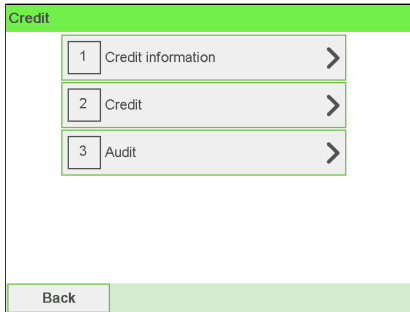 Credit
1 Credit information
2 Credit
3 Audit
Back